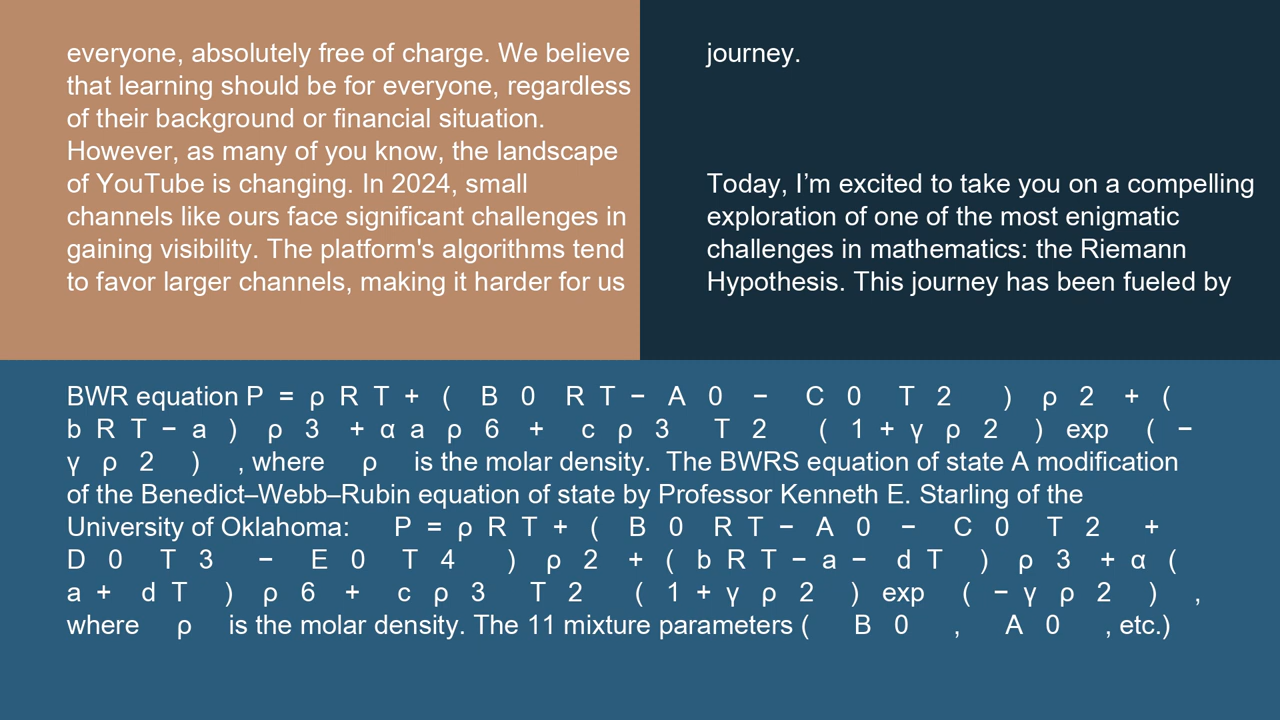 everyone, absolutely free of charge. We believe
that learning should be for everyone, regardless
of their background or financial situation.
However, as many of you know, the landscape
of YouTube is changing. In 2024, small
channels like ours face significant challenges in
gaining visibility. The platform's algorithms tend
to favor larger channels, making it harder for us
journey.
Today, I’m excited to take you on a compelling
exploration of one of the most enigmatic
challenges in mathematics: the Riemann
Hypothesis. This journey has been fueled by
BWR equation P = ρ R T + ( B 0 R T − A 0 − C 0 T 2 ) ρ 2 + (
b R T − a ) ρ 3 + α a ρ 6 + c ρ 3 T 2 ( 1 + γ ρ 2 ) exp ( −
γ ρ 2 ) , where ρ is the molar density. The BWRS equation of state A modification
of the Benedict–Webb–Rubin equation of state by Professor Kenneth E. Starling of the
University of Oklahoma: P = ρ R T + ( B 0 R T − A 0 − C 0 T 2 +
D 0 T 3 − E 0 T 4 ) ρ 2 + ( b R T − a − d T ) ρ 3 + α (
a + d T ) ρ 6 + c ρ 3 T 2 ( 1 + γ ρ 2 ) exp ( − γ ρ 2 ) ,
where ρ is the molar density. The 11 mixture parameters ( B 0 , A 0 , etc.)